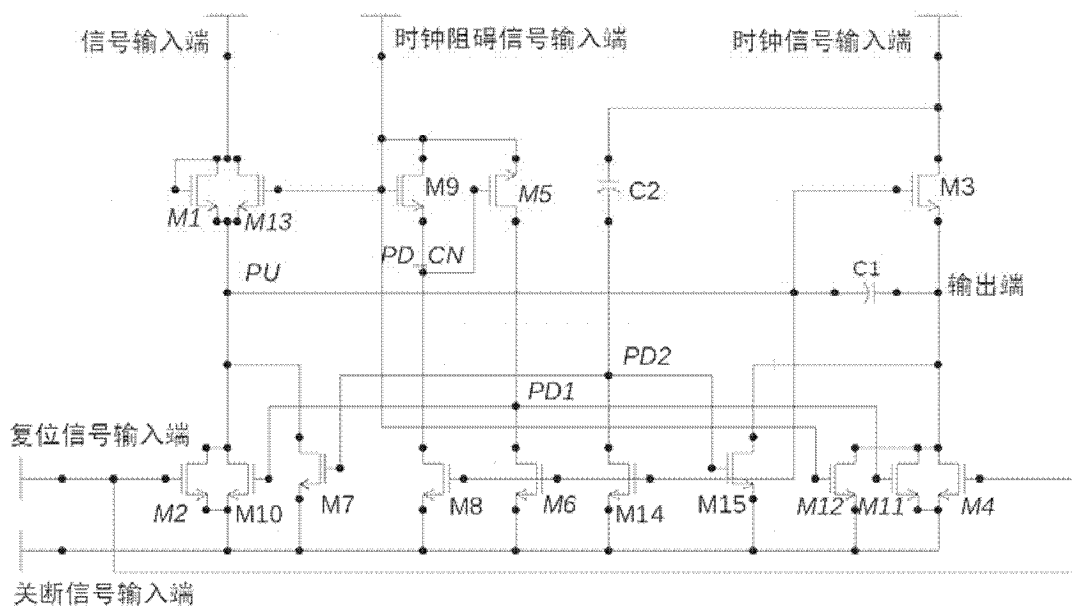 信号输入端
时钟阻碍信号输入端
时钟信号输入端
M1
M13
M9
M5
C2
M3
PD_CN
PU
C1
输出端
PD2
PD1
复位信号输入端
M2
M10
M7
M8
M6
M14
M15
M12
M11
M4
关断信号输入端